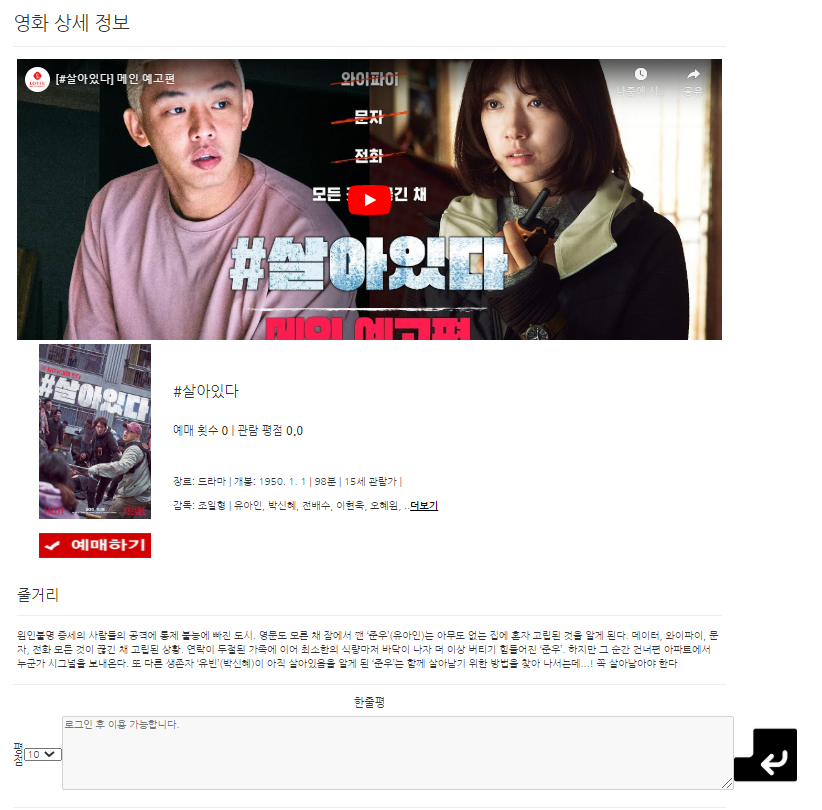 영화 상세 정보
[#살아있다] 메인 예고편
와이파이
문자
전화
모든
긴 채
#살아있다
메인 예고편
공유
#살아있다
#살아있다
예매 횟수 0 | 관람 평점 0.0
장르: 드라마 | 개봉: 1950. 1. 1 | 98분 | 15세 관람가 |
감독: 조일형 | 유아인, 박신혜, 전배수, 이현욱, 오혜원, ..더보기
예매하기
줄거리
원인불명 증세의 사람들의 공격에 통제 불능에 빠진 도시. 영문도 모른 채 잠에서 깬 '준우'(유아인)는 아무도 없는 집에 혼자 고립된 것을 알게 된다. 데이터, 와이파이, 문
자, 전화 모든 것이 끊긴 채 고립된 상황. 연락이 두절된 가족에 이어 최소한의 식량마저 바닥이 나자 더 이상 버티기 힘들어진 '준우'. 하지만 그 순간 건너편 아파트에서
누군가 시그널을 보내온다. 또 다른 생존자 '유빈'(박신혜)이 아직 살아있음을 알게 된 '준우'는 함께 살아남기 위한 방법을 찾아 나서는데...! 꼭 살아남아야 한다
한줄평
평점
10
로그인 후 이용 가능합니다.